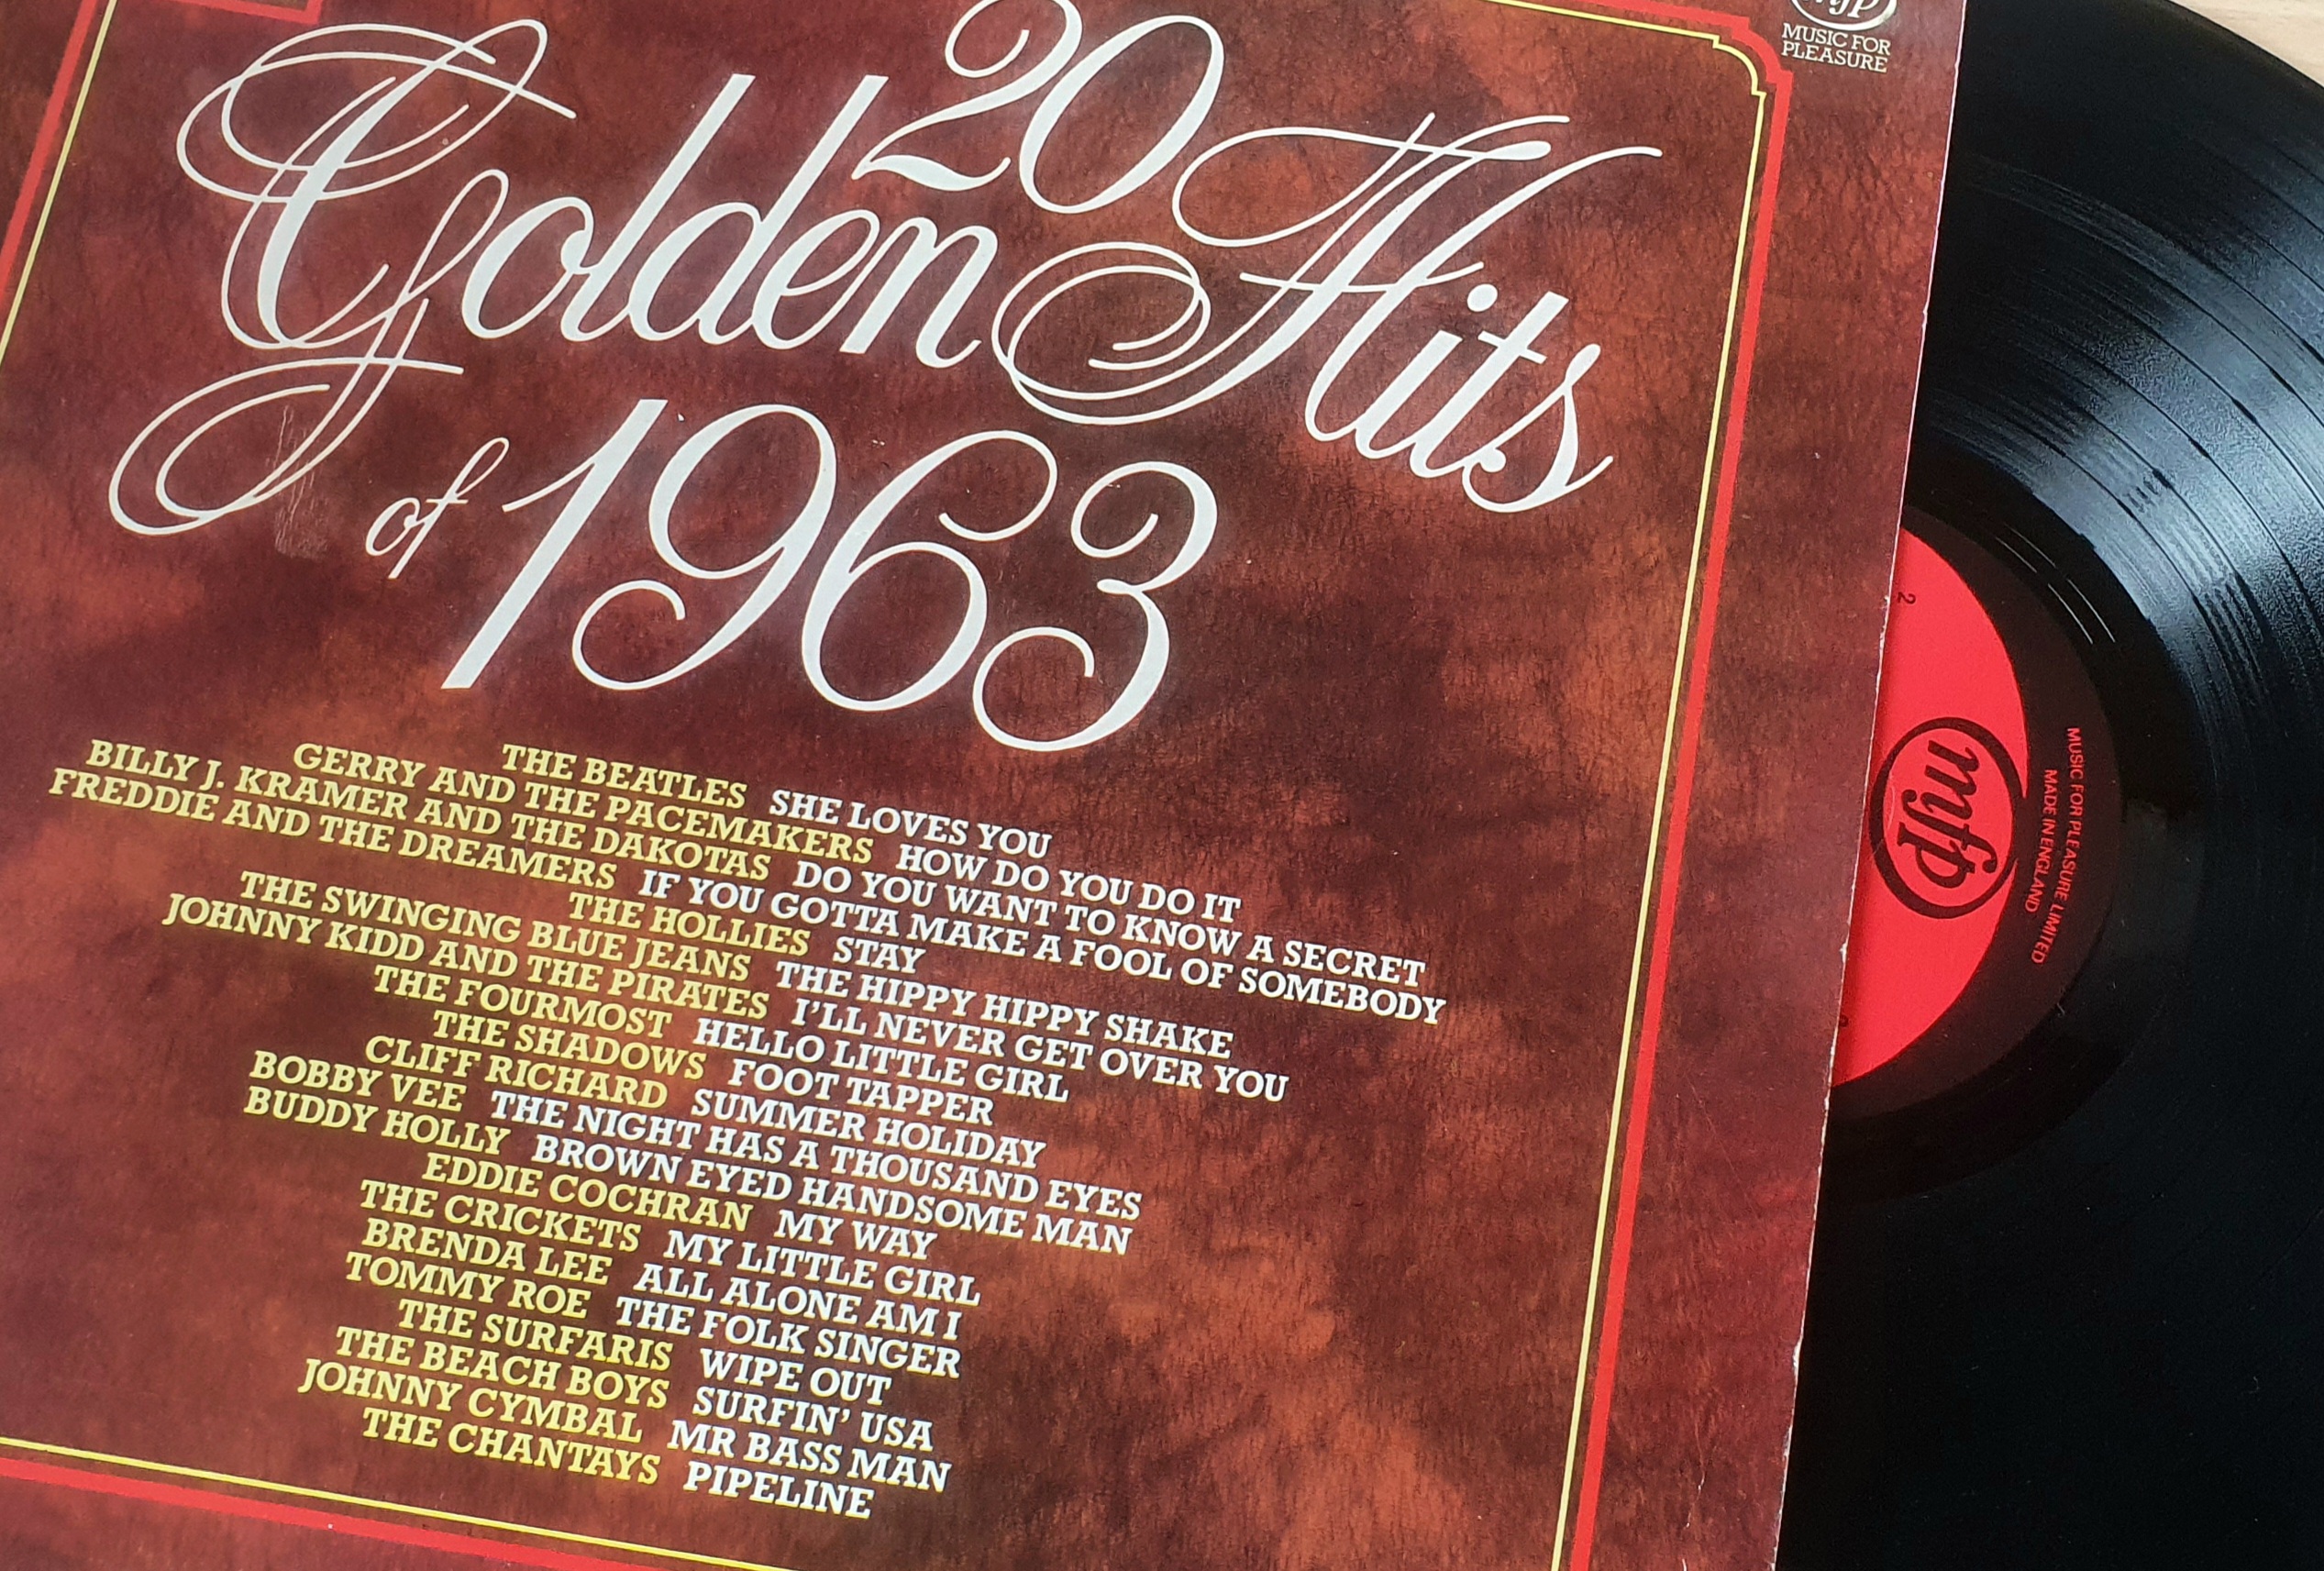 20
Golden Hits
of 1963
mfp
MUSIC FOR
PLEASURE
THE BEATLES SHE LOVES YOU
GERRY AND THE PACEMAKERS HOW DO YOU DO IT
BILLY J. KRAMER AND THE DAKOTAS DO YOU WANT TO KNOW A SECRET
FREDDIE AND THE DREAMERS IF YOU GOTTA MAKE A FOOL OF SOMEBODY
THE HOLLIES STAY
THE SWINGING BLUE JEANS THE HIPPY HIPPY SHAKE
JOHNNY KIDD AND THE PIRATES I'LL NEVER GET OVER YOU
THE FOURMOST HELLO LITTLE GIRL
THE SHADOWS FOOT TAPPER
CLIFF RICHARD SUMMER HOLIDAY
BOBBY VEE THE NIGHT HAS A THOUSAND EYES
BUDDY HOLLY BROWN EYED HANDSOME MAN
EDDIE COCHRAN MY WAY
THE CRICKETS MY LITTLE GIRL
BRENDA LEE ALL ALONE AM I
TOMMY ROE THE FOLK SINGER
THE SURFARIS WIPE OUT
THE BEACH BOYS SURFIN' USA
JOHNNY CYMBAL MR BASS MAN
THE CHANTAYS PIPELINE
2
mfp
MUSIC FOR PLEASURE LIMITED
MADE IN ENGLAND